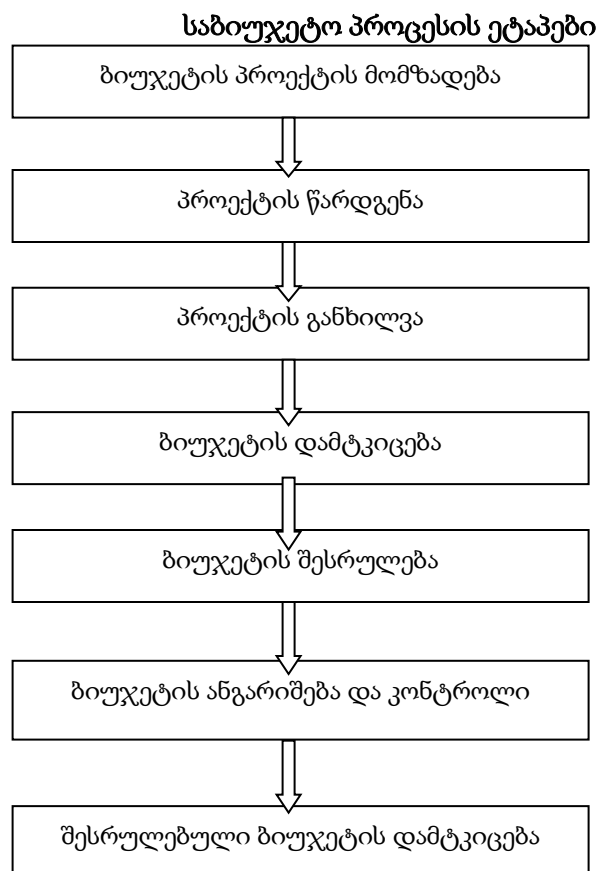 საბიუჯეტო პროცესის ეტაპები
ბიუჯეტის პროექტის მომზადება
პროექტის წარდგენა
პროექტის განხილვა
ბიუჯეტის დამტკიცება
ბიუჯეტის შესრულება
ბიუჯეტის ანგარიშება და კონტროლი
შესრულებული ბიუჯეტის დამტკიცება